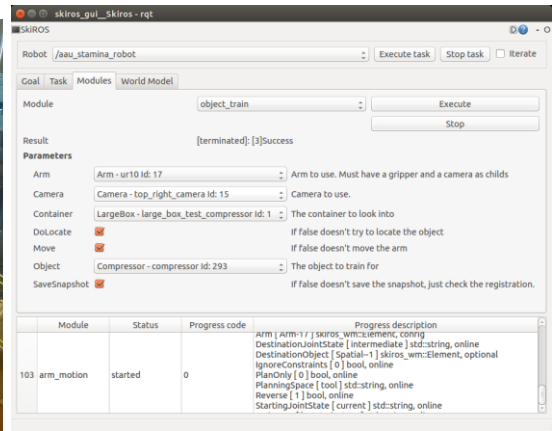 skiros_gui__Skiros - rqt
SkiROS
D
- O
Robot /aau_stamina_robot Execute task Stop task Iterate
Goal Task Modules World Model
Module object_train Execute
Stop
Result [terminated]: [3]Success
Parameters
Arm Arm - ur10 Id: 17 Arm to use. Must have a gripper and a camera as childs
Camera Camera - top_right_camera Id: 15 Camera to use.
Container LargeBox - large_box_test_compressor Id: 1 The container to look into
DoLocate If false doesn't try to locate the object
Move If false doesn't move the arm
Object Compressor - compressor Id: 293 The object to train for
SaveSnapshot If false doesn't save the snapshot, just check the registration.
Module Status Progress code Progress description
Arm [ Arm-17 ] skiros_wm::Element, config
DestinationJointState [ intermediate ] std::string, online
DestinationObject [ Spatial--1 ] skiros_wm::Element, optional
IgnoreConstraints [ 0 ] bool, online
103 arm_motion started 0 PlanOnly [ 0 ] bool, online
PlanningSpace [ tool ] std::string, online
Reverse [ 1 ] bool, online
StartingJointState [ current ] std::string, online